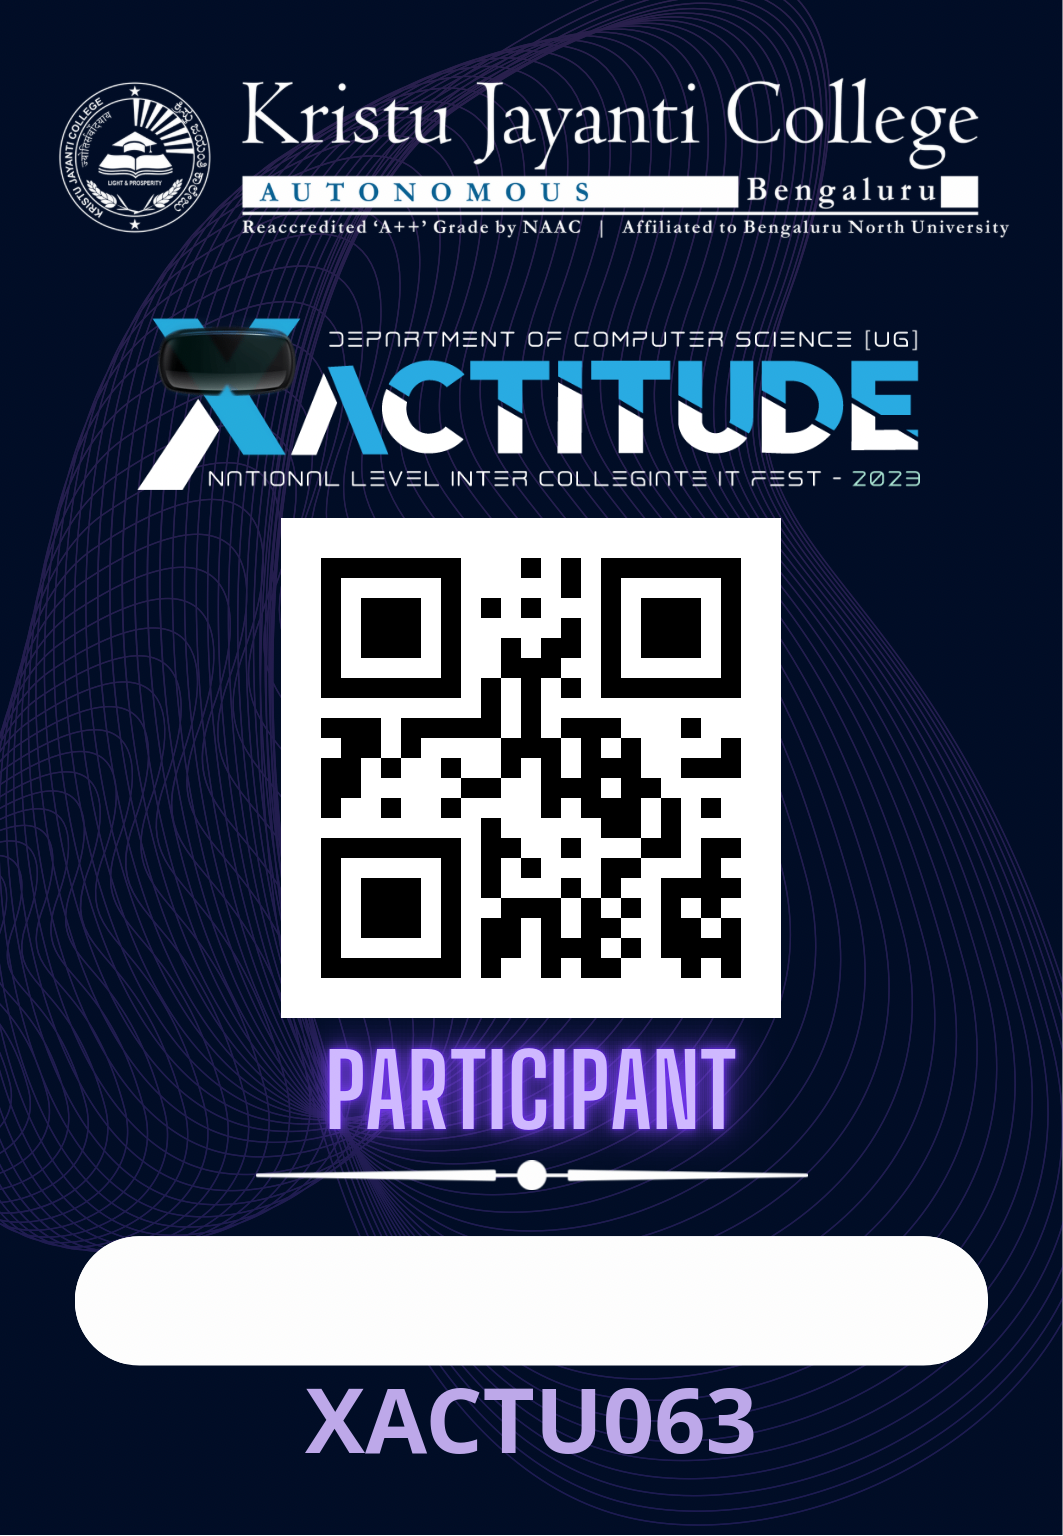 KRISTU JAYANTI COLLEGE
ಕ್ರಿಸ್ತು ಜಯಂತಿ ಕಾಲೇಜು
LIGHT & PROSPERITY
Kristu Jayanti College
AUTONOMOUS Bengaluru
Reaccredited ‘A++’ Grade by NAAC | Affiliated to Bengaluru North University
DEPARTMENT OF COMPUTER SCIENCE [UG]
XACTITUDE
NATIONAL LEVEL INTER COLLEGIATE IT FEST - 2023
PARTICIPANT
XACTU063